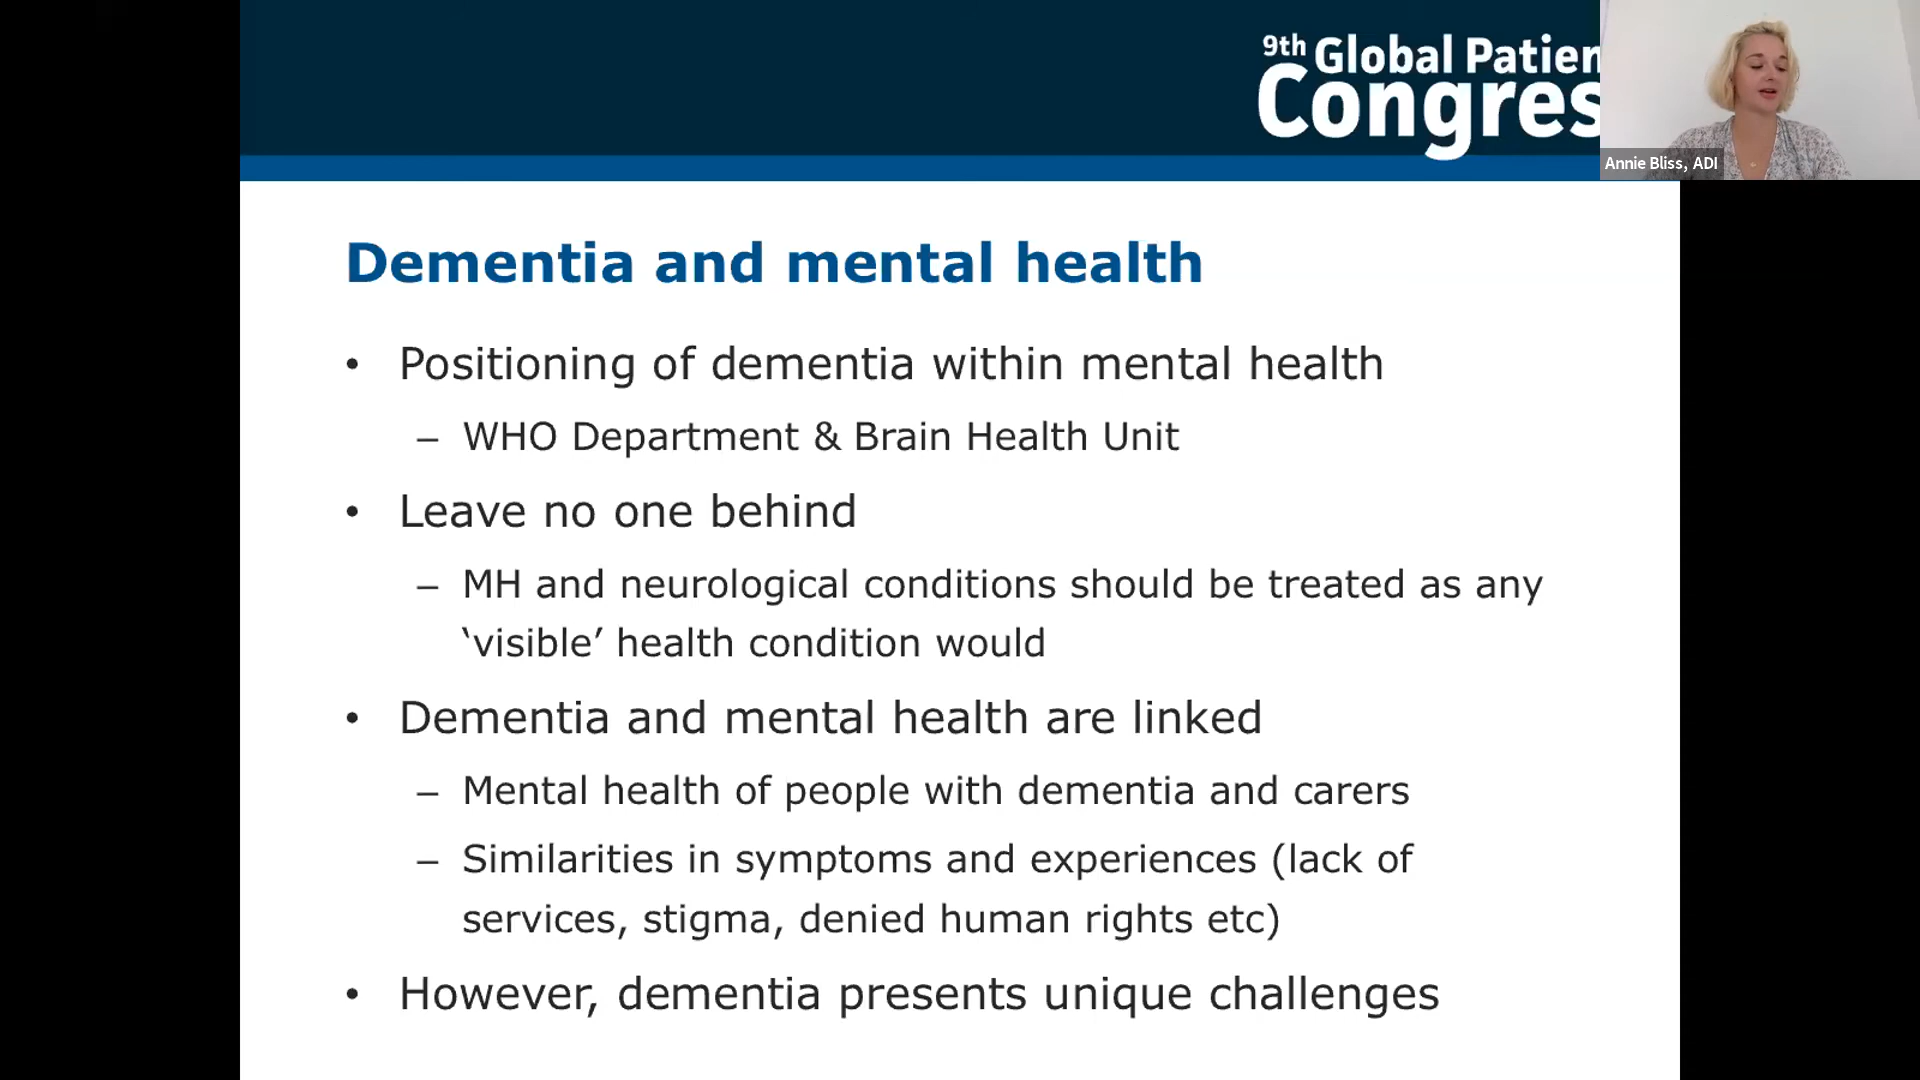 9th Global Patien
Congres
Annie Bliss, ADI
Dementia and mental health
• Positioning of dementia within mental health
– WHO Department & Brain Health Unit
• Leave no one behind
– MH and neurological conditions should be treated as any
‘visible’ health condition would
• Dementia and mental health are linked
– Mental health of people with dementia and carers
– Similarities in symptoms and experiences (lack of
services, stigma, denied human rights etc)
• However, dementia presents unique challenges